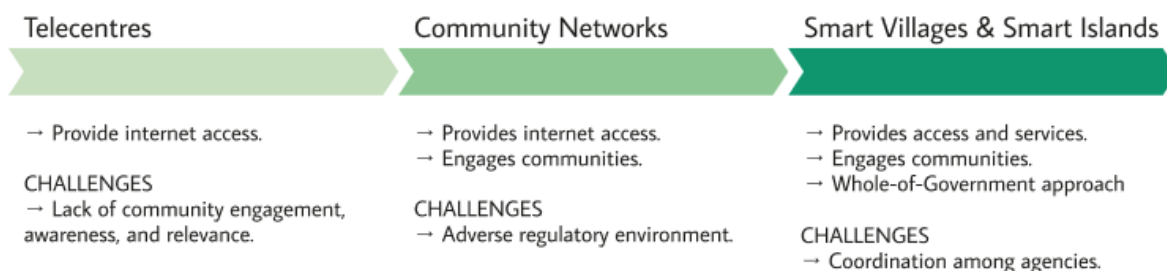 Telecentres
→ Provide internet access.
CHALLENGES
→ Lack of community engagement,
awareness, and relevance.
Community Networks
→ Provides internet access.
→ Engages communities.
CHALLENGES
→ Adverse regulatory environment.
Smart Villages & Smart Islands
→ Provides access and services.
→ Engages communities.
→ Whole-of-Government approach
CHALLENGES
→ Coordination among agencies.